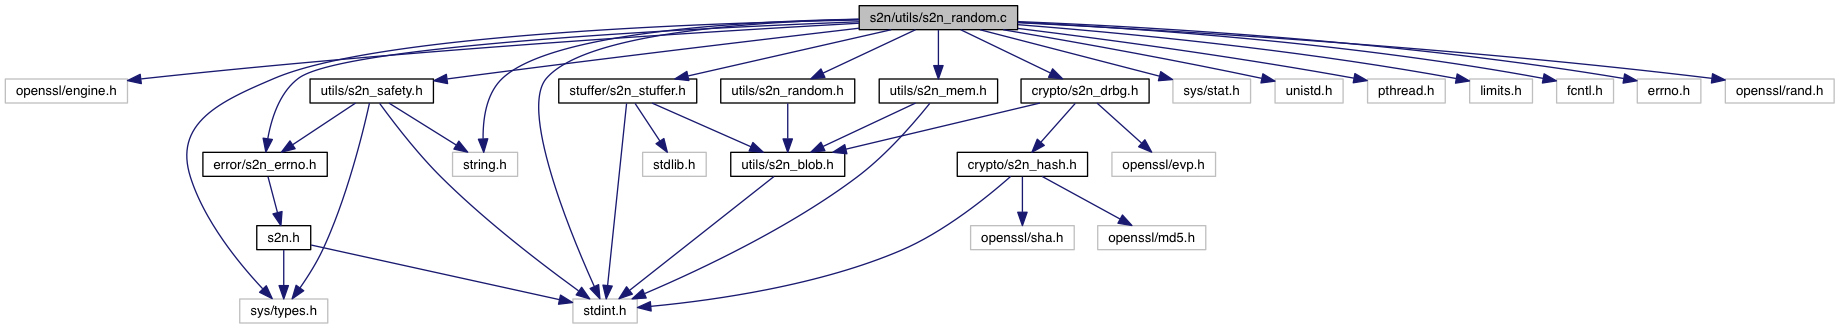 s2n/utils/s2n_random.c
openssl/engine.h
utils/s2n_safety.h
stuffer/s2n_stuffer.h
utils/s2n_random.h
utils/s2n_mem.h
crypto/s2n_drbg.h
sys/stat.h
unistd.h
pthread.h
limits.h
fcntl.h
errno.h
openssl/rand.h
error/s2n_errno.h
string.h
stdlib.h
utils/s2n_blob.h
crypto/s2n_hash.h
openssl/evp.h
s2n.h
openssl/sha.h
openssl/md5.h
sys/types.h
stdint.h